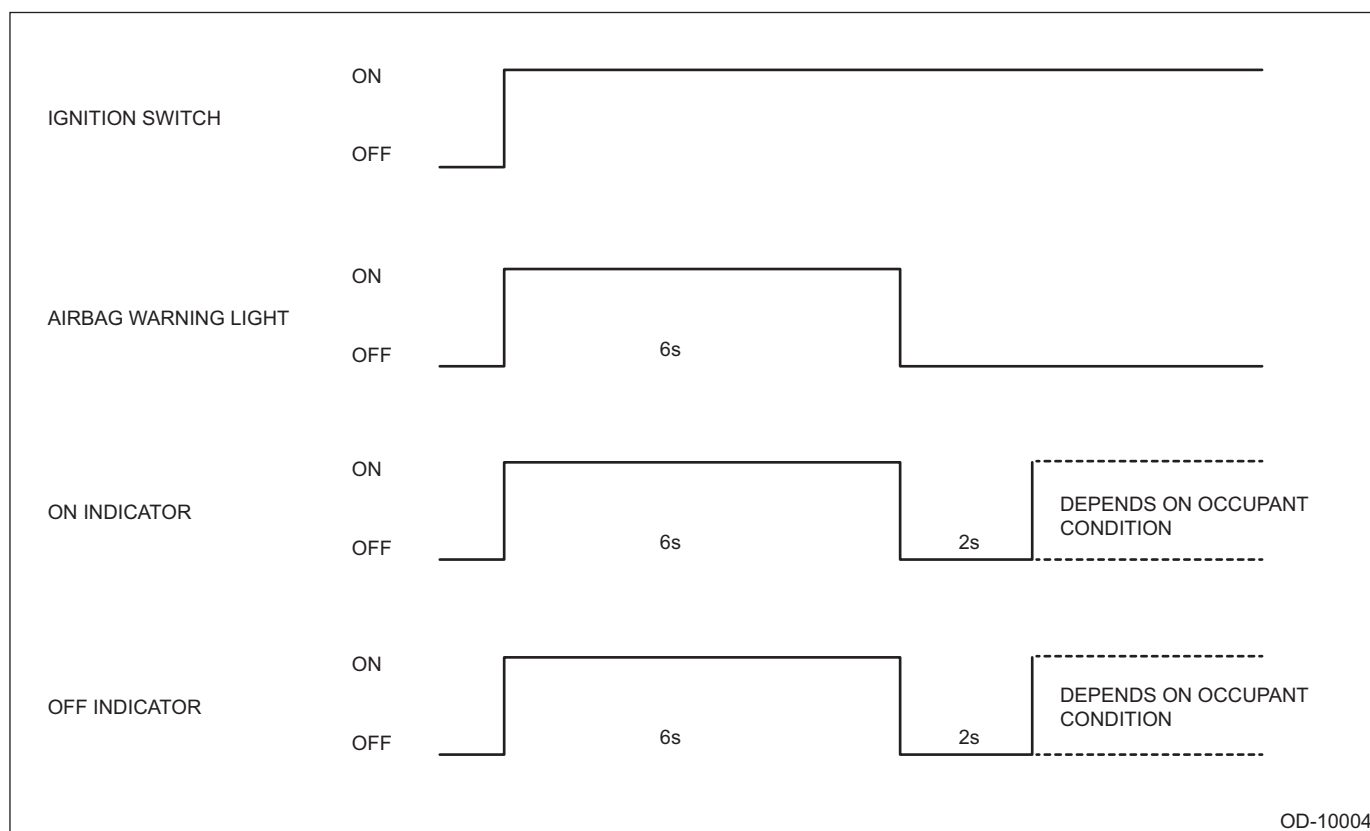 ON
IGNITION SWITCH
OFF
ON
AIRBAG WARNING LIGHT
OFF
6s
ON
ON INDICATOR
OFF
6s
2s
DEPENDS ON OCCUPANT
CONDITION
ON
OFF INDICATOR
OFF
6s
2s
DEPENDS ON OCCUPANT
CONDITION
OD-10004